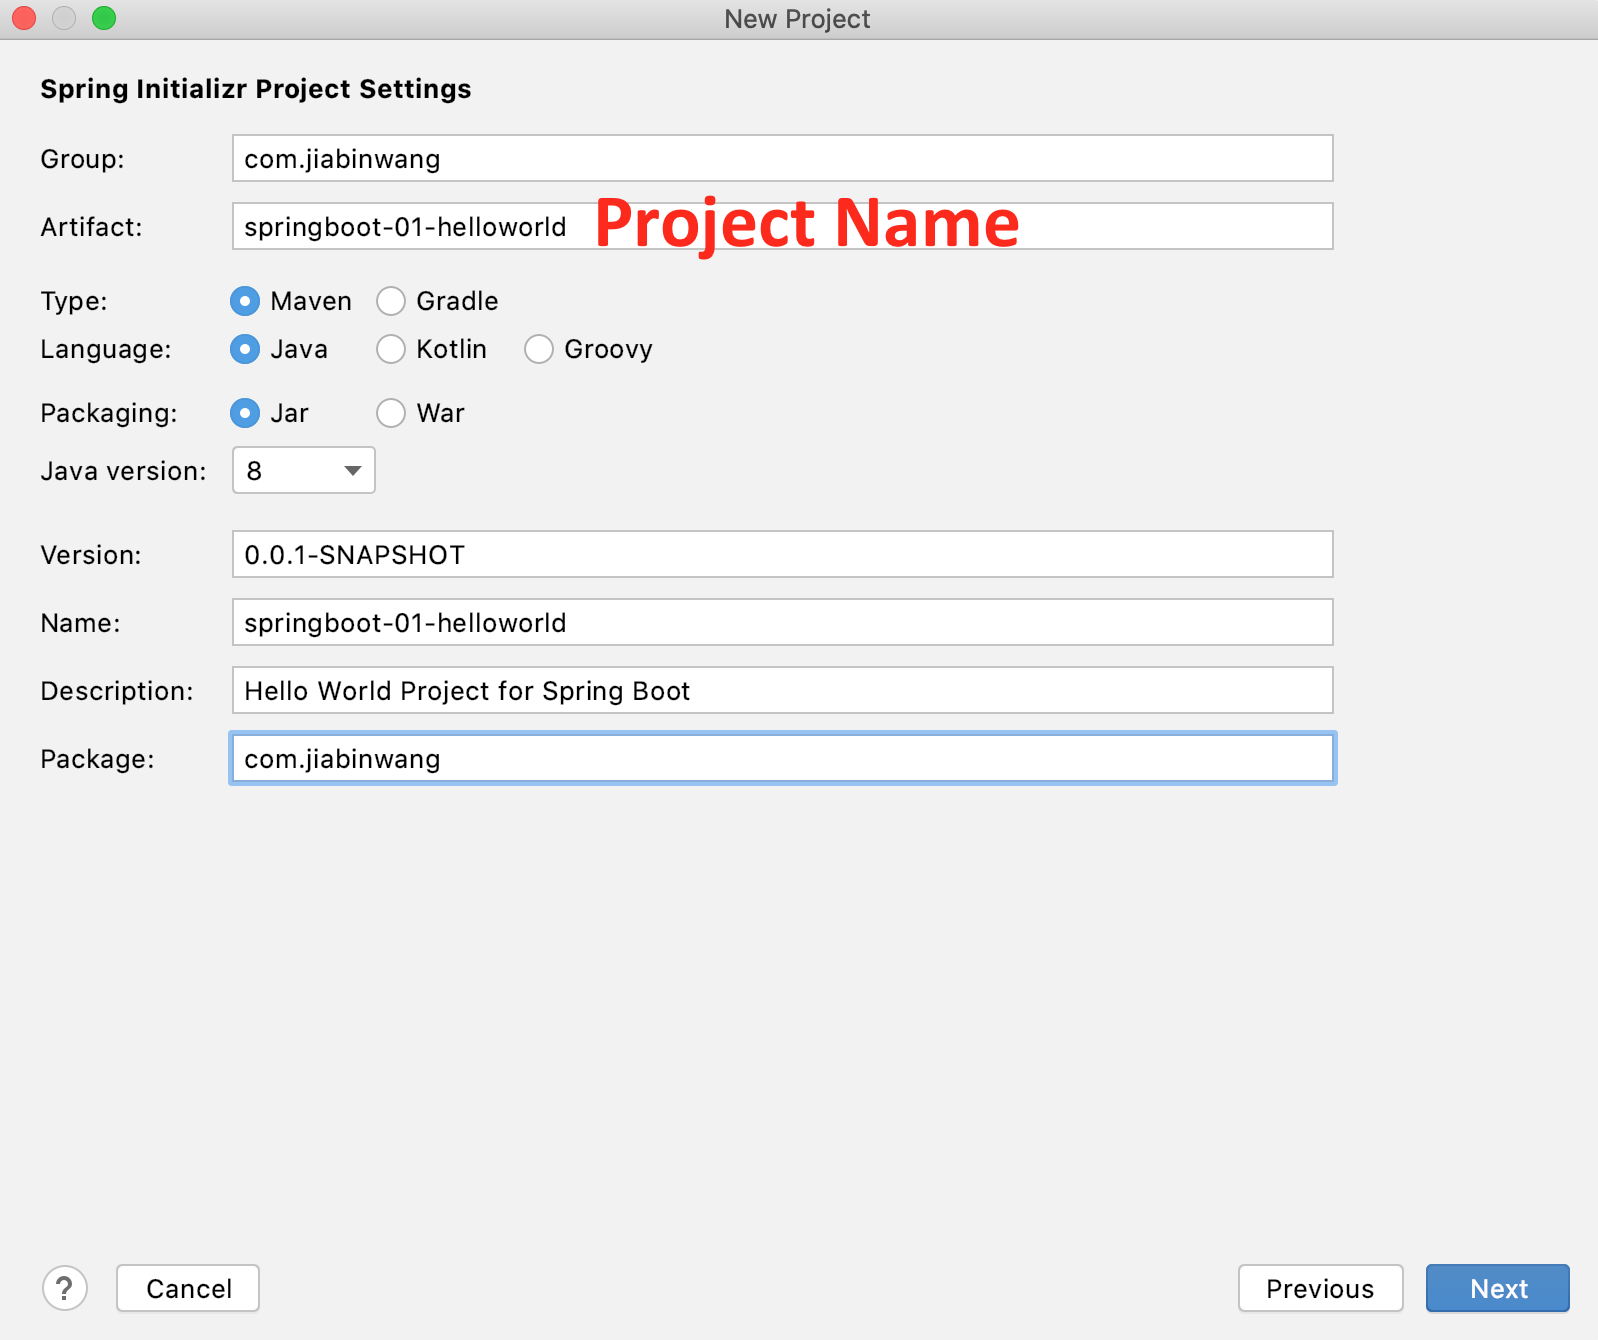 New Project
Spring Initializr Project Settings
Group: com.jiabinwang
Artifact: springboot-01-helloworld Project Name
Type: Maven Gradle
Language: Java Kotlin Groovy
Packaging: Jar War
Java version: 8
Version: 0.0.1-SNAPSHOT
Name: springboot-01-helloworld
Description: Hello World Project for Spring Boot
Package: com.jiabinwang
? Cancel Previous Next